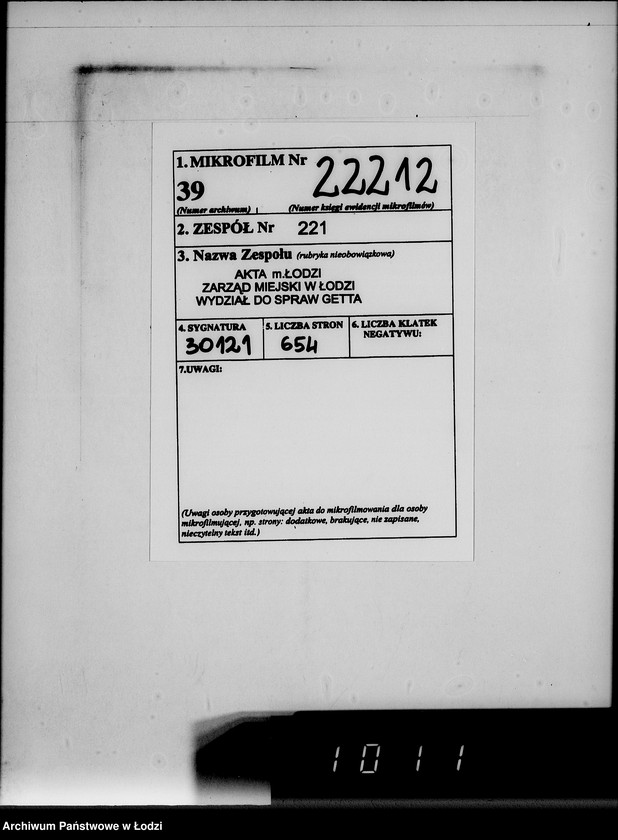 1. MIKROFILM Nr 22212
39
(Numer archiwum) (Numer księgi ewidencji mikrofilmów)
2. ZESPÓŁ Nr 221
3. Nazwa Zespołu (rubryka nieobowiązkowa)
AKTA m.ŁODZI
ZARZĄD MIEJSKI W ŁODZI
WYDZIAŁ DO SPRAW GETTA
4. SYGNATURA 5. LICZBA STRON 6. LICZBA KLATEK
NEGATYWU:
30121 654
7.UWAGI:
(Uwagi osoby przygotowującej akta do mikrofilmowania dla osoby
mikrofilmującej, np. strony: dodatkowe, brakujące, nie zapisane,
nieczytelny tekst itd.)
1011
Archiwum Państwowe w Łodzi